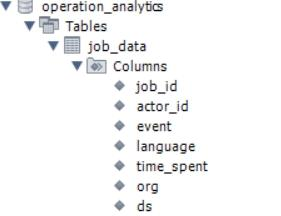 operation_analytics
Tables
job_data
Columns
job_id
actor_id
event
language
time_spent
org
ds